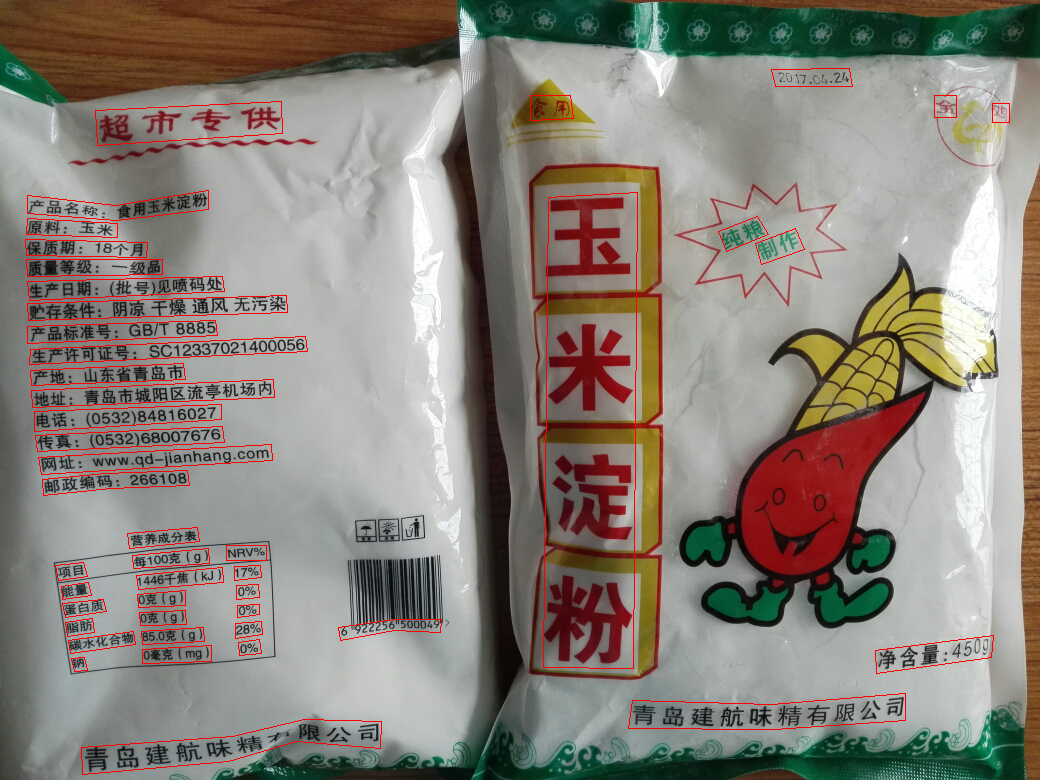 超市专供
产品名称：食用玉米淀粉
原料：玉米
保质期：18个月
质量等级：一级品
生产日期：(批号)见喷码处
贮存条件：阴凉 干燥 通风 无污染
产品标准号：GB/T 8885
生产许可证号：SC12337021400056
产地：山东省青岛市
地址：青岛市城阳区流亭机场内
电话：(0532)84816027
传真：(0532)68007676
网址：www.qd-jianhang.com
邮政编码：266108
营养成分表
项目 每100克(g) NRV%
能量 1446千焦(kJ) 17%
蛋白质 0克(g) 0%
脂肪 0克(g) 0%
碳水化合物 85.0克(g) 28%
钠 0毫克(mg) 0%
6 922256 500049 >
青岛建航味精有限公司
2017.04.24
食用
玉米淀粉
纯粮
制作
净含量:450g
青岛建航味精有限公司